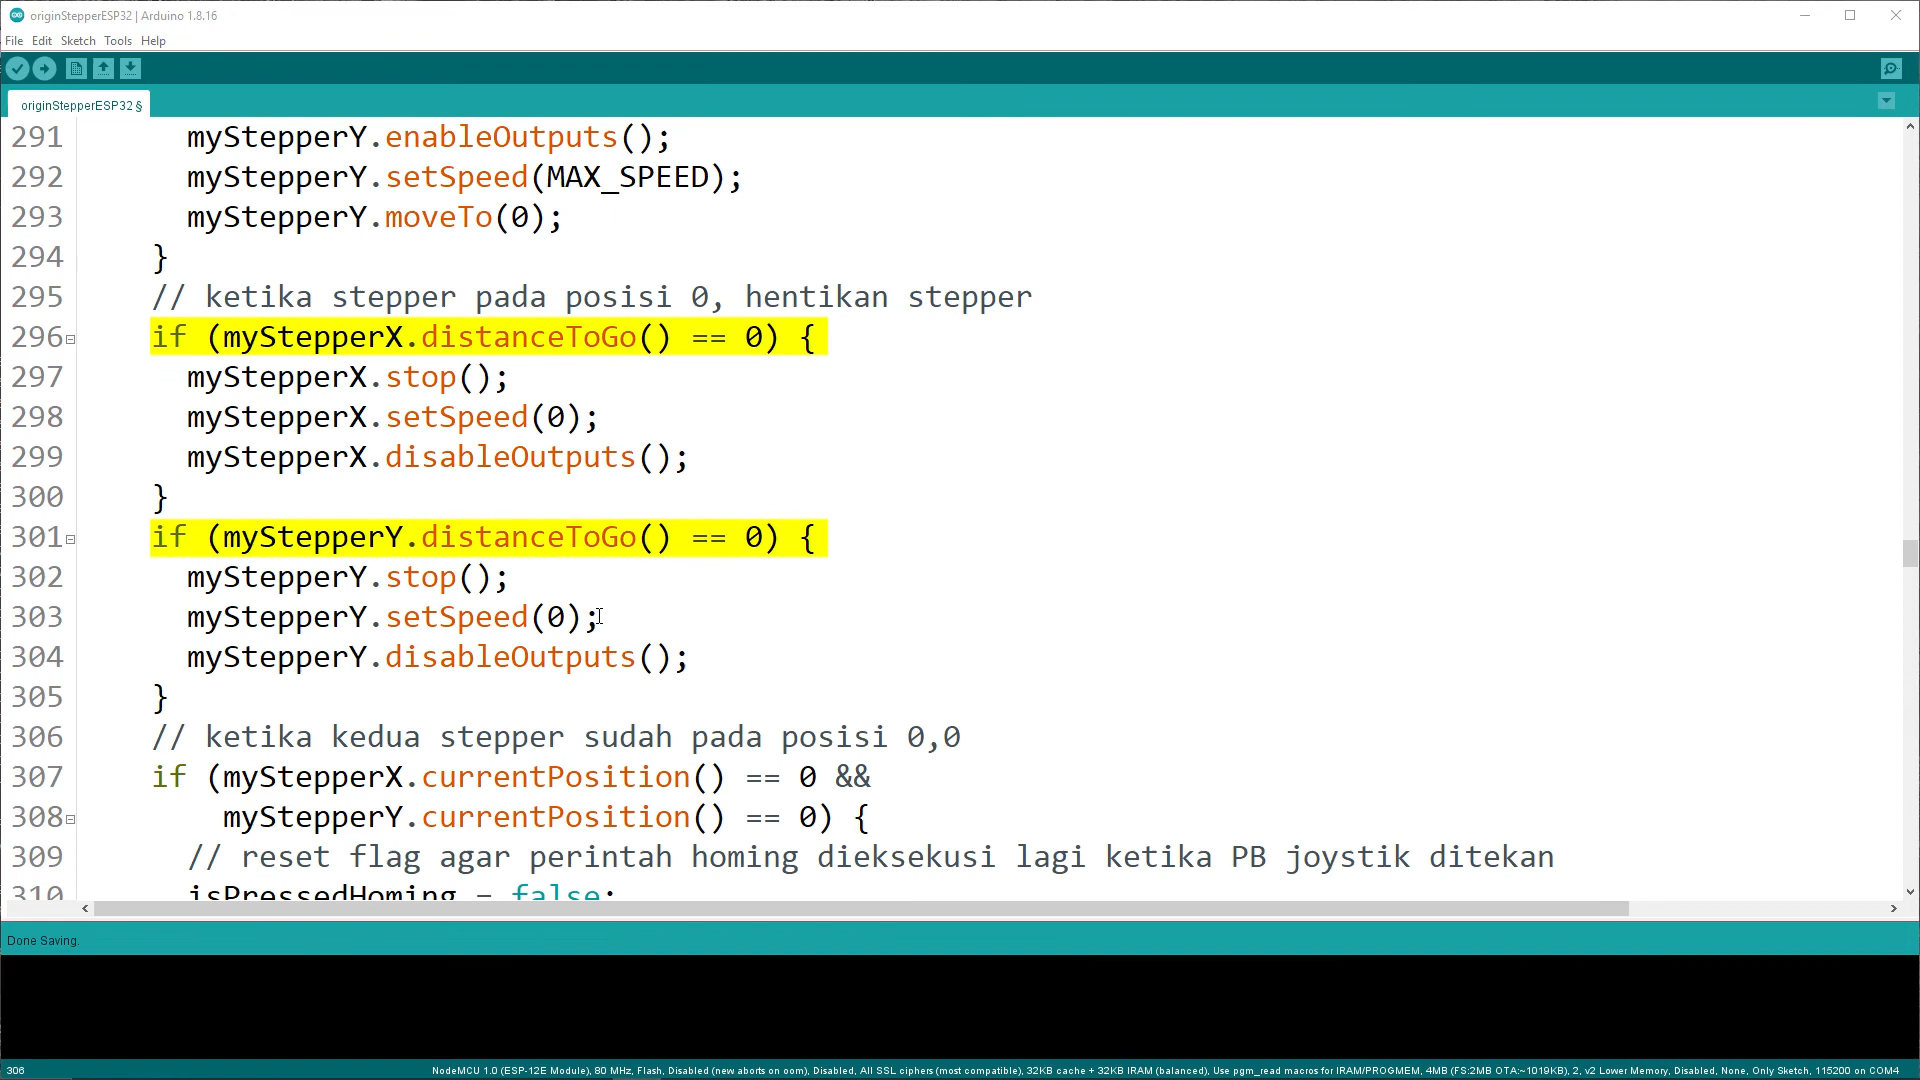 originStepperESP32 | Arduino 1.8.16
File Edit Sketch Tools Help
originStepperESP32 §
291 myStepperY.enableOutputs();
292 myStepperY.setSpeed(MAX_SPEED);
293 myStepperY.moveTo(0);
294 }
295 // ketika stepper pada posisi 0, hentikan stepper
296 if (myStepperX.distanceToGo() == 0) {
297 myStepperX.stop();
298 myStepperX.setSpeed(0);
299 myStepperX.disableOutputs();
300 }
301 if (myStepperY.distanceToGo() == 0) {
302 myStepperY.stop();
303 myStepperY.setSpeed(0);
304 myStepperY.disableOutputs();
305 }
306 // ketika kedua stepper sudah pada posisi 0,0
307 if (myStepperX.currentPosition() == 0 &&
308 myStepperY.currentPosition() == 0) {
309 // reset flag agar perintah homing dieksekusi lagi ketika PB joystik ditekan
310 isPressedHoming = false;
Done Saving.
306 NodeMCU 1.0 (ESP-12E Module), 80 MHz, Flash, Disabled (new aborts on oom), Disabled, All SSL ciphers (most compatible), 32KB cache + 32KB IRAM (balanced), Use pgm_read macros for IRAM/PROGMEM, 4MB (FS:2MB OTA:~1019KB), 2, v2 Lower Memory, Disabled, None, Only Sketch, 115200 on COM4